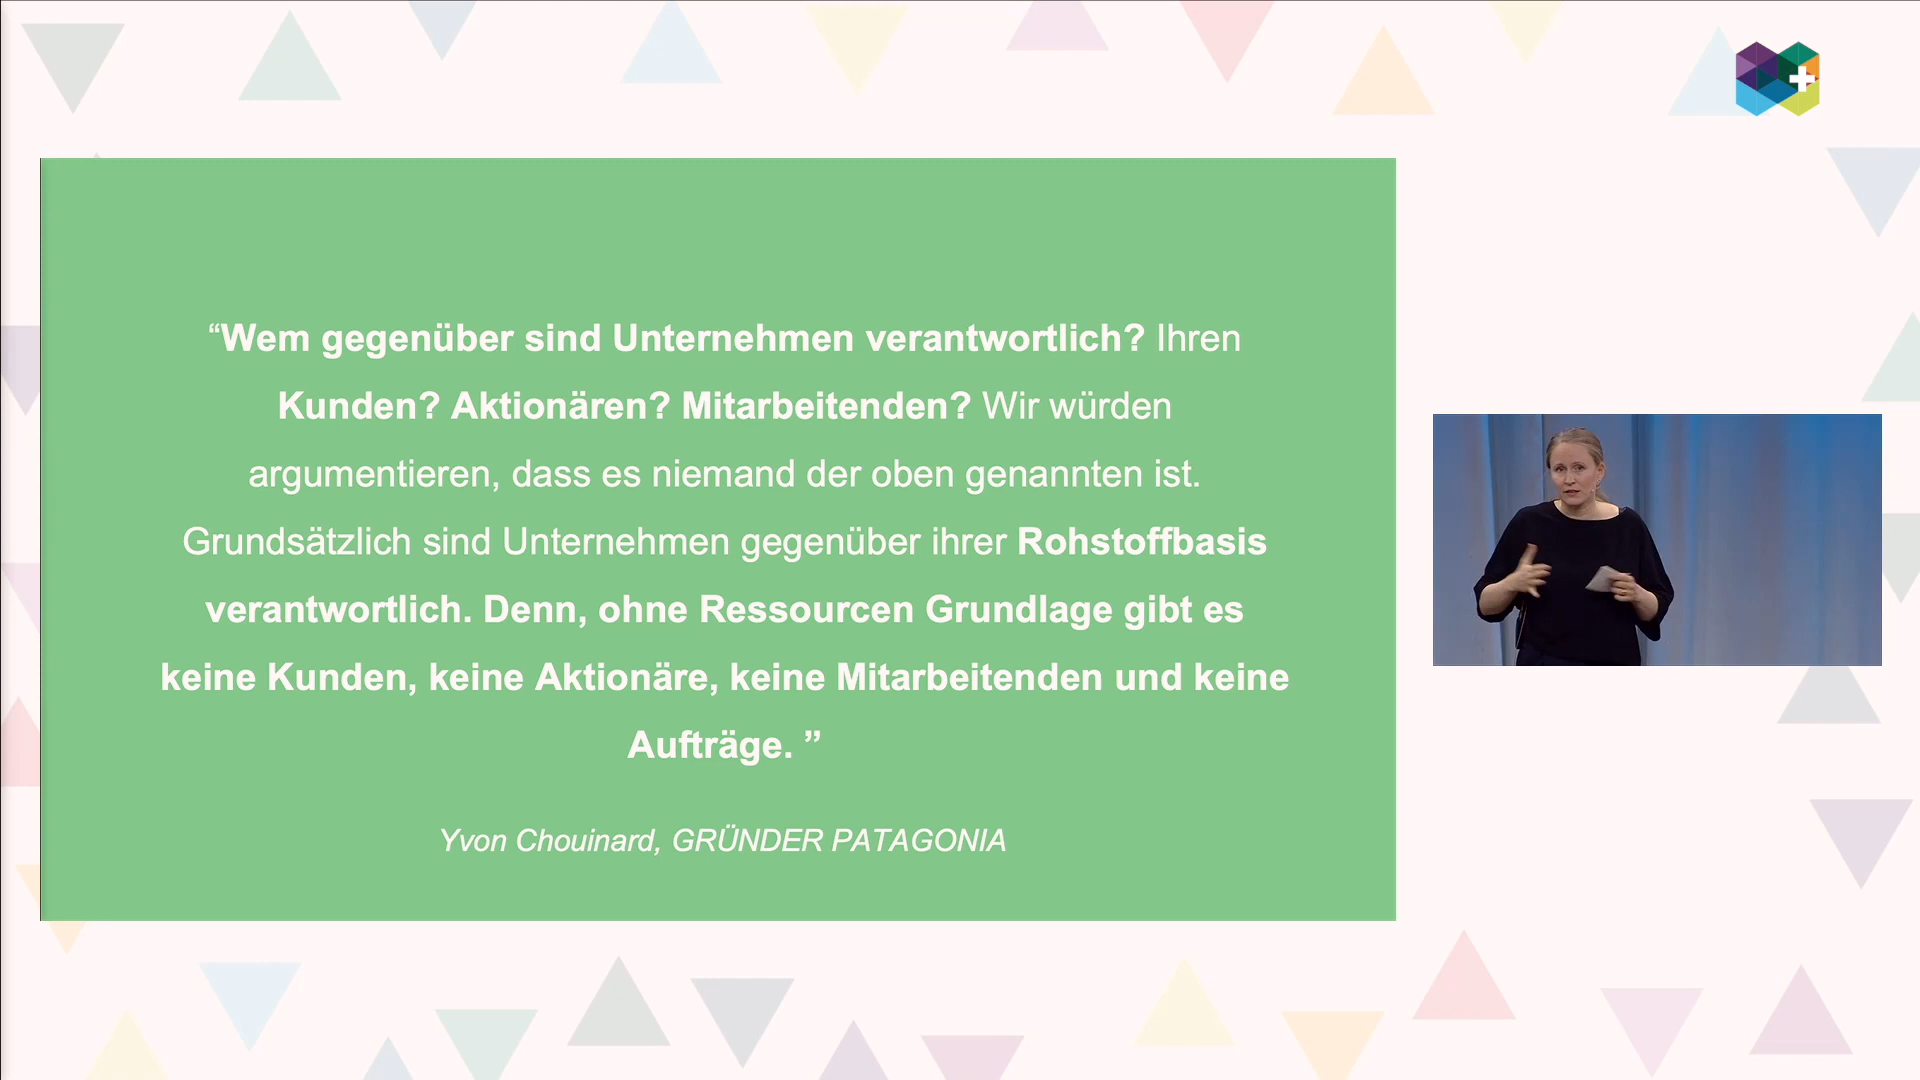 “Wem gegenüber sind Unternehmen verantwortlich? Ihren
Kunden? Aktionären? Mitarbeitenden? Wir würden
argumentieren, dass es niemand der oben genannten ist.
Grundsätzlich sind Unternehmen gegenüber ihrer Rohstoffbasis
verantwortlich. Denn, ohne Ressourcen Grundlage gibt es
keine Kunden, keine Aktionäre, keine Mitarbeitenden und keine
Aufträge. ”
Yvon Chouinard, GRÜNDER PATAGONIA